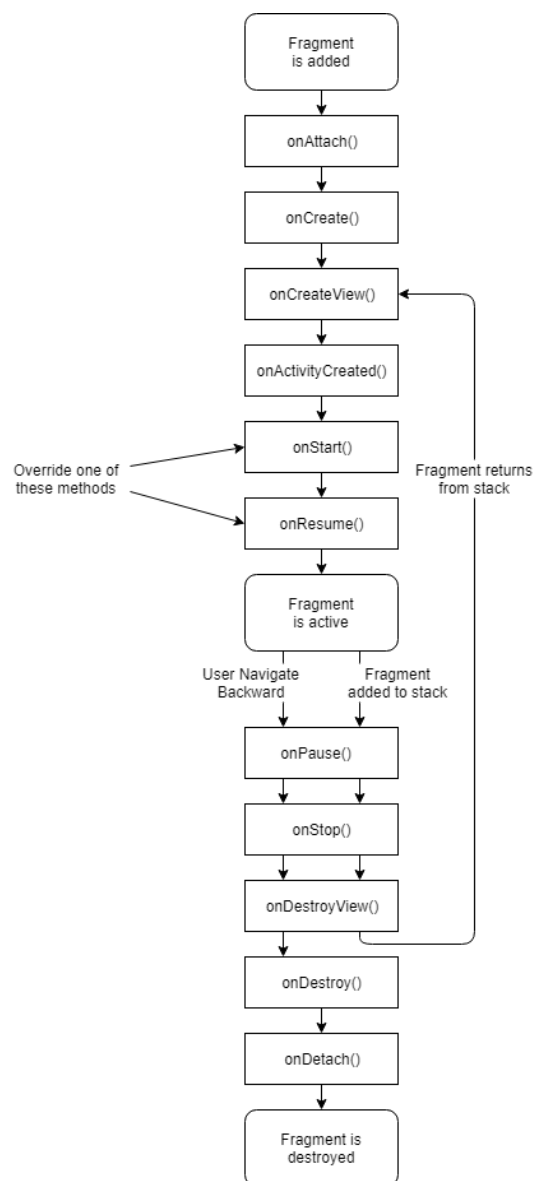 Fragment
is added
onAttach()
onCreate()
onCreateView()
onActivityCreated()
onStart()
Override one of
these methods
Fragment returns
from stack
onResume()
Fragment
is active
User Navigate
Backward
Fragment
added to stack
onPause()
onStop()
onDestroyView()
onDestroy()
onDetach()
Fragment is
destroyed